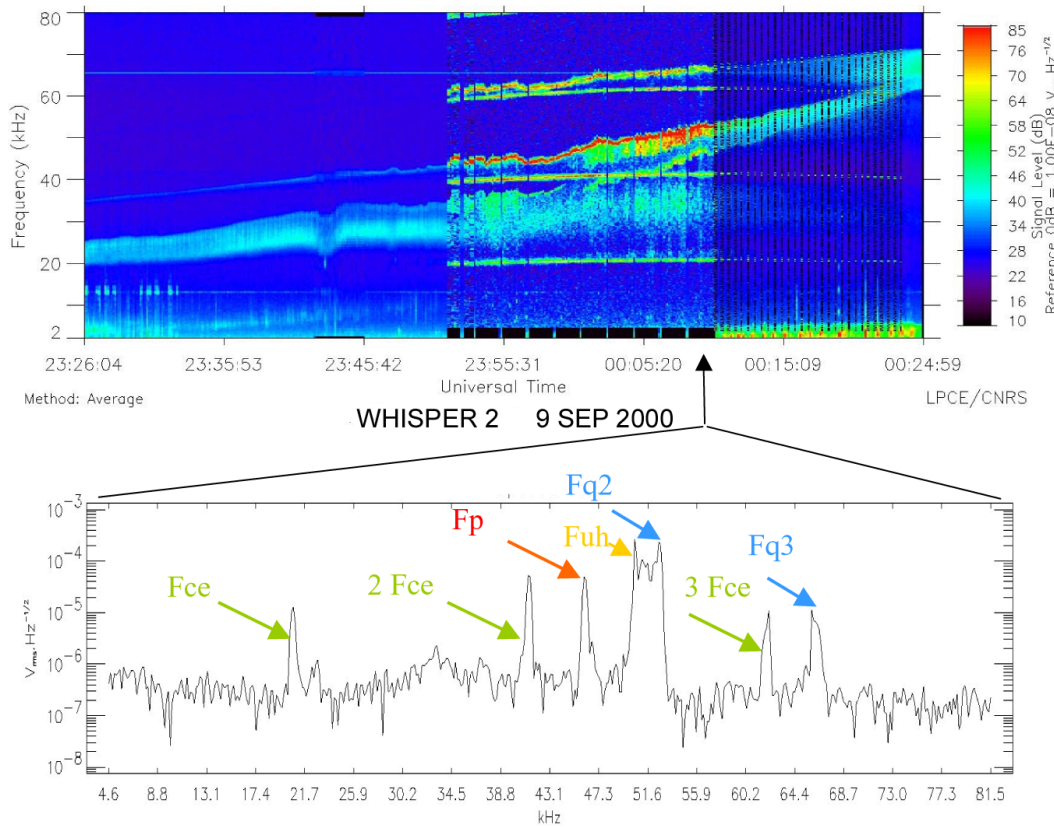 80
60
40
20
2
Frequency (kHz)
23:26:04 23:35:53 23:45:42 23:55:31 00:05:20 00:15:09 00:24:59
Universal Time
Method: Average
LPCE/CNRS
85
76
70
64
58
52
46
40
34
28
22
16
10
Signal Level (dB)
WHISPER 2 9 SEP 2000
10⁻³
10⁻⁴
10⁻⁵
10⁻⁶
10⁻⁷
10⁻⁸
Vrms.Hz⁻¹/²
Fq2
Fp
Fuh
Fq3
Fce
2 Fce
3 Fce
4.6 8.8 13.1 17.4 21.7 25.9 30.2 34.5 38.8 43.1 47.3 51.6 55.9 60.2 64.4 68.7 73.0 77.3 81.5
kHz